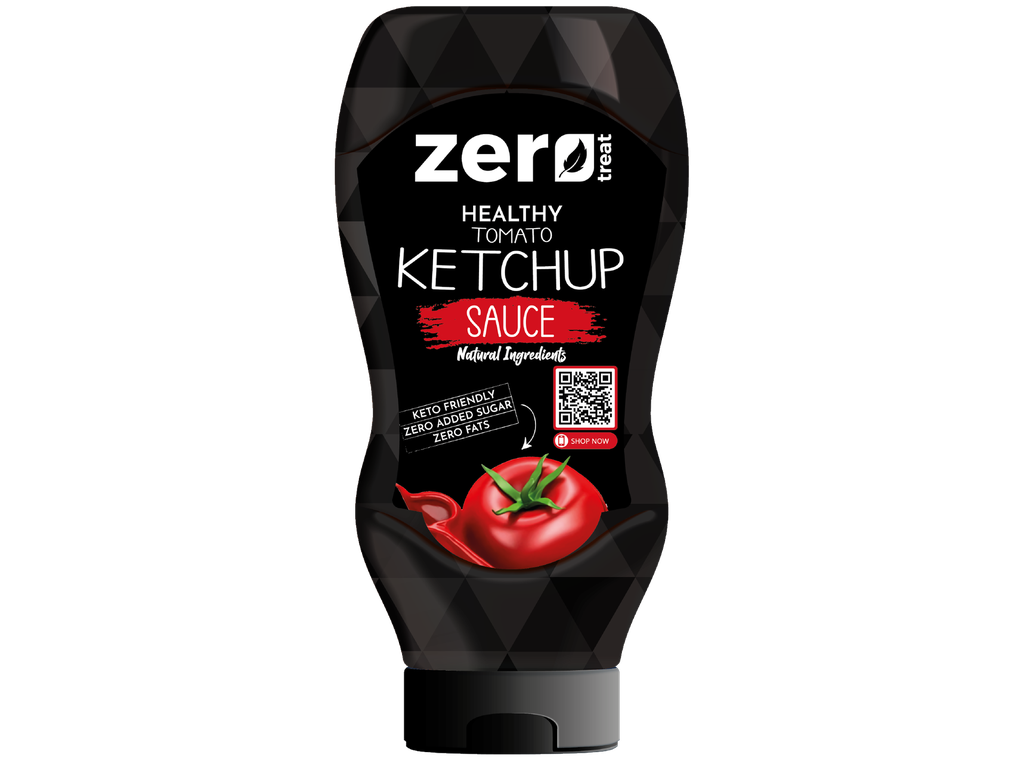 zero treat
HEALTHY
TOMATO
KETCHUP
SAUCE
Natural Ingredients
KETO FRIENDLY
ZERO ADDED SUGAR
ZERO FATS
SHOP NOW